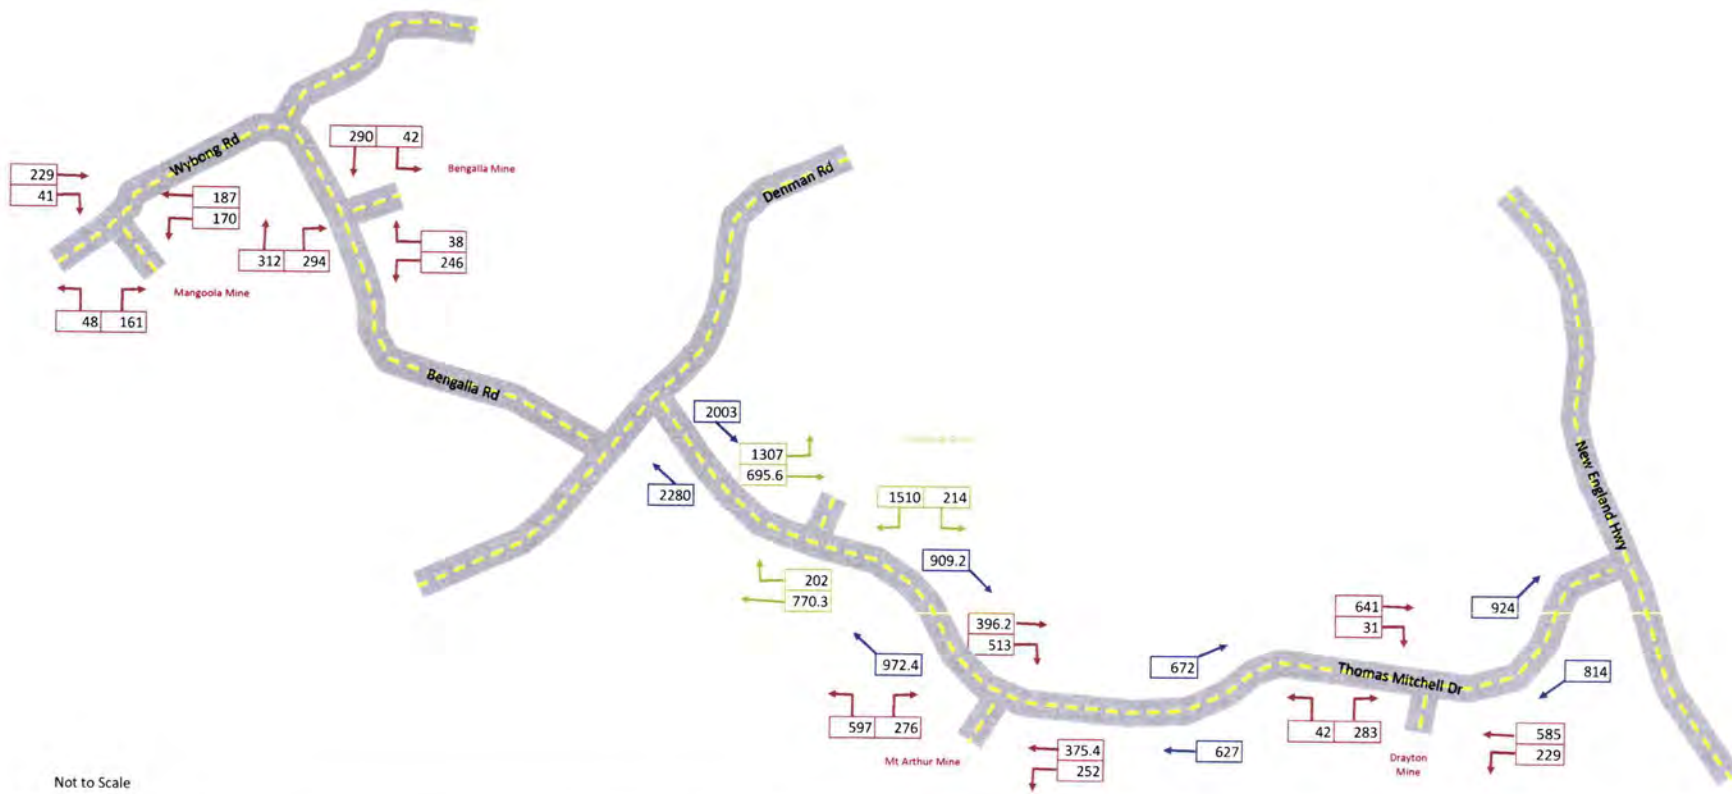 290 42
Wybong Rd
Bengalla Mine
229
41
187
170
Denman Rd
38
246
312 294
Mangoola Mine
48 161
Bengalla Rd
2003
1307
695.6
2280
1510 214
New England Hwy
909.2
202
770.3
396.2
513
972.4
641
31
924
672
Thomas Mitchell Dr
814
597 276
42 283
375.4
252
627
585
229
Mt Arthur Mine
Drayton
Mine
Not to Scale